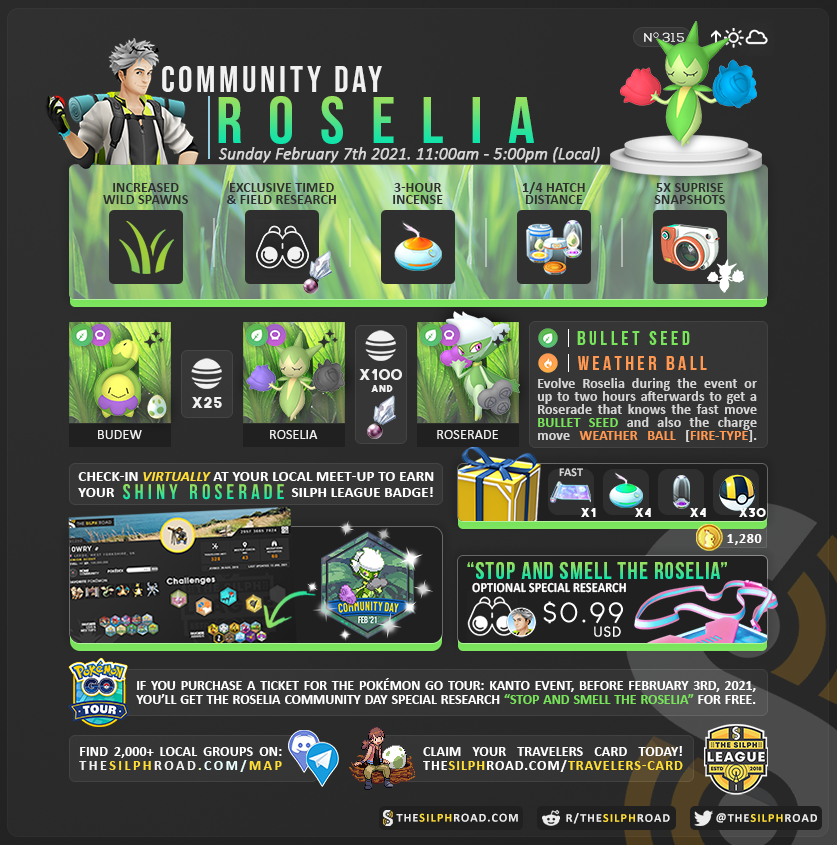 Nº 315
COMMUNITY DAY
ROSELIA
Sunday February 7th 2021. 11:00am - 5:00pm (Local)
INCREASED
WILD SPAWNS
EXCLUSIVE TIMED
& FIELD RESEARCH
3-HOUR
INCENSE
1/4 HATCH
DISTANCE
5X SUPRISE
SNAPSHOTS
X25
X100
AND
BUDEW
ROSELIA
ROSERADE
BULLET SEED
WEATHER BALL
Evolve Roselia during the event or
up to two hours afterwards to get a
Roserade that knows the fast move
BULLET SEED and also the charge
move WEATHER BALL [FIRE-TYPE].
CHECK-IN VIRTUALLY AT YOUR LOCAL MEET-UP TO EARN
YOUR SHINY ROSERADE SILPH LEAGUE BADGE!
THE SILPH ROAD
Challenges
COMMUNITY DAY
FEB '21
FAST
X1
X4
X4
X30
1,280
“STOP AND SMELL THE ROSELIA”
OPTIONAL SPECIAL RESEARCH
$0.99
USD
Pokémon
GO
TOUR
IF YOU PURCHASE A TICKET FOR THE POKÉMON GO TOUR: KANTO EVENT, BEFORE FEBRUARY 3RD, 2021,
YOU’LL GET THE ROSELIA COMMUNITY DAY SPECIAL RESEARCH “STOP AND SMELL THE ROSELIA” FOR FREE.
FIND 2,000+ LOCAL GROUPS ON:
THESILPHROAD.COM/MAP
CLAIM YOUR TRAVELERS CARD TODAY!
THESILPHROAD.COM/TRAVELERS-CARD
THE SILPH
LEAGUE
ESTD 2018
THESILPHROAD.COM
R/THESILPHROAD
@THESILPHROAD